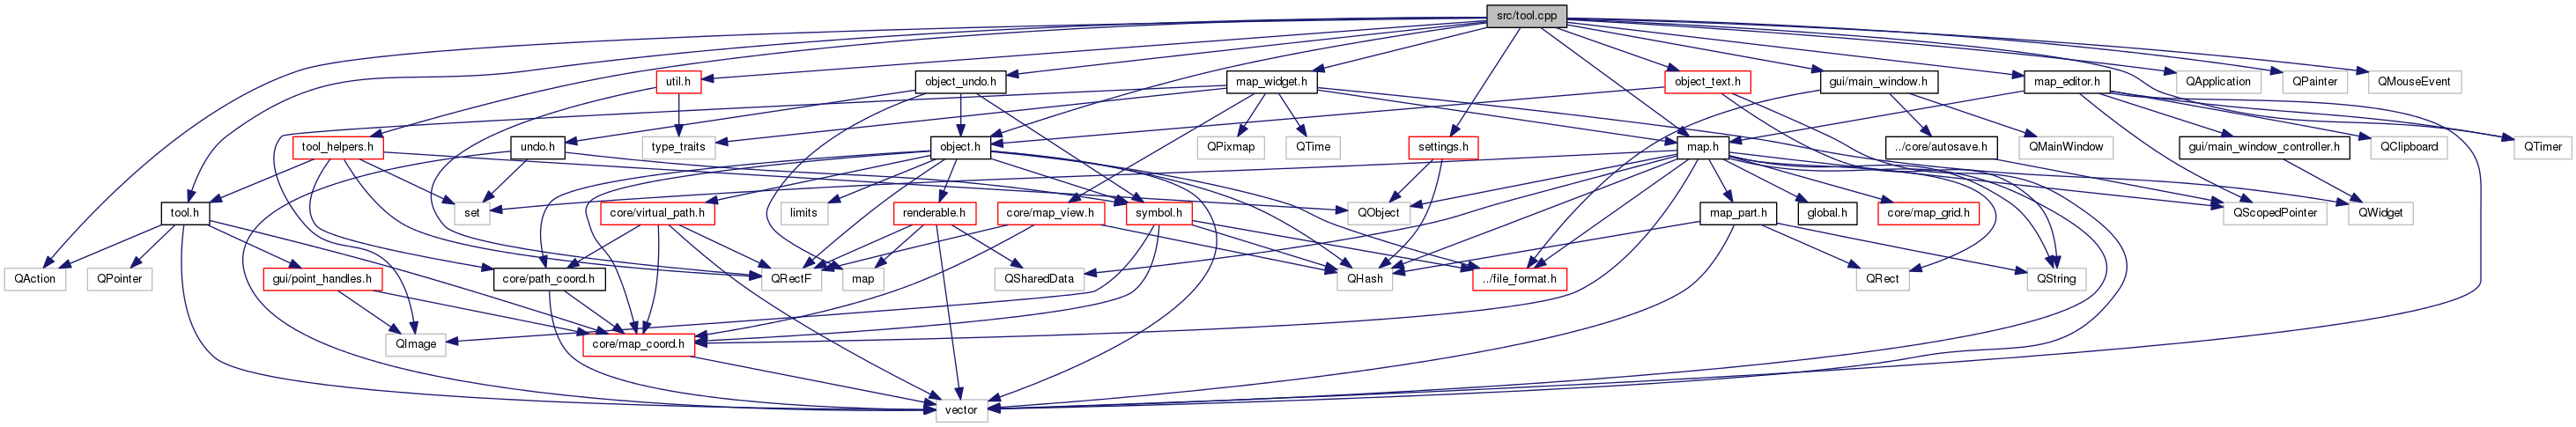 src/tool.cpp
util.h
object_undo.h
map_widget.h
object_text.h
gui/main_window.h
map_editor.h
QApplication
QPainter
QMouseEvent
tool_helpers.h
undo.h
type_traits
object.h
QPixmap
QTime
settings.h
map.h
../core/autosave.h
QMainWindow
gui/main_window_controller.h
QClipboard
QTimer
tool.h
set
core/virtual_path.h
limits
renderable.h
core/map_view.h
symbol.h
QObject
map_part.h
global.h
core/map_grid.h
QScopedPointer
QWidget
QAction
QPointer
gui/point_handles.h
core/path_coord.h
QRectF
map
QSharedData
QHash
../file_format.h
QRect
QString
QImage
core/map_coord.h
vector